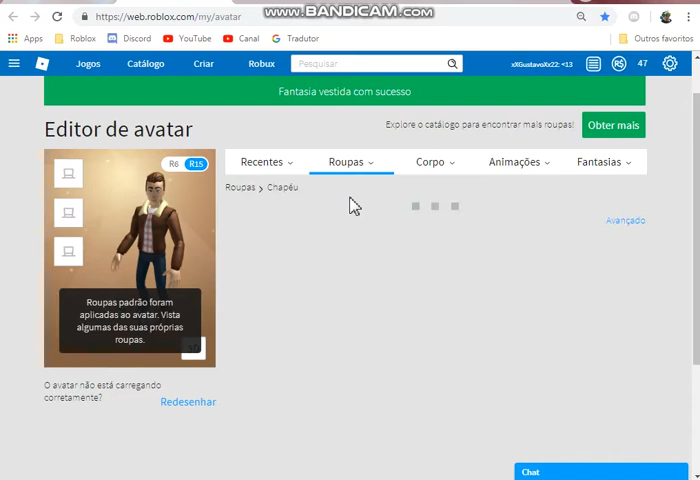 www.BANDICAM.com
https://web.roblox.com/my/avatar
Apps Roblox Discord YouTube Canal Tradutor Outros favoritos
Jogos Catálogo Criar Robux Pesquisar xXGustavoXx22: <13 47
Fantasia vestida com sucesso
Editor de avatar
Explore o catálogo para encontrar mais roupas! Obter mais
R6 R15
Recentes Roupas Corpo Animações Fantasias
Roupas > Chapéu
Avançado
Roupas padrão foram
aplicadas ao avatar. Vista
algumas das suas próprias
roupas.
O avatar não está carregando
corretamente?
Redesenhar
Chat